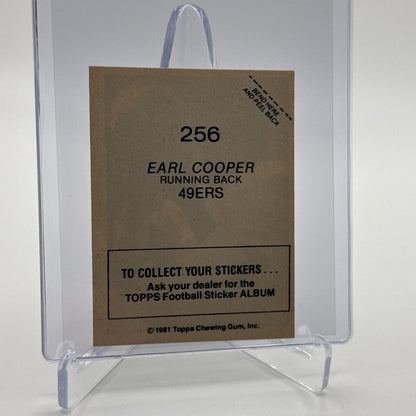 BEND HERE
AND PEEL BACK
256
EARL COOPER
RUNNING BACK
49ERS
TO COLLECT YOUR STICKERS...
Ask your dealer for the
TOPPS Football Sticker ALBUM
© 1981 Topps Chewing Gum, Inc.